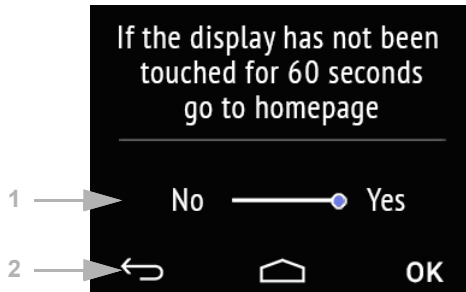 If the display has not been
touched for 60 seconds
go to homepage
1 No Yes
2 OK